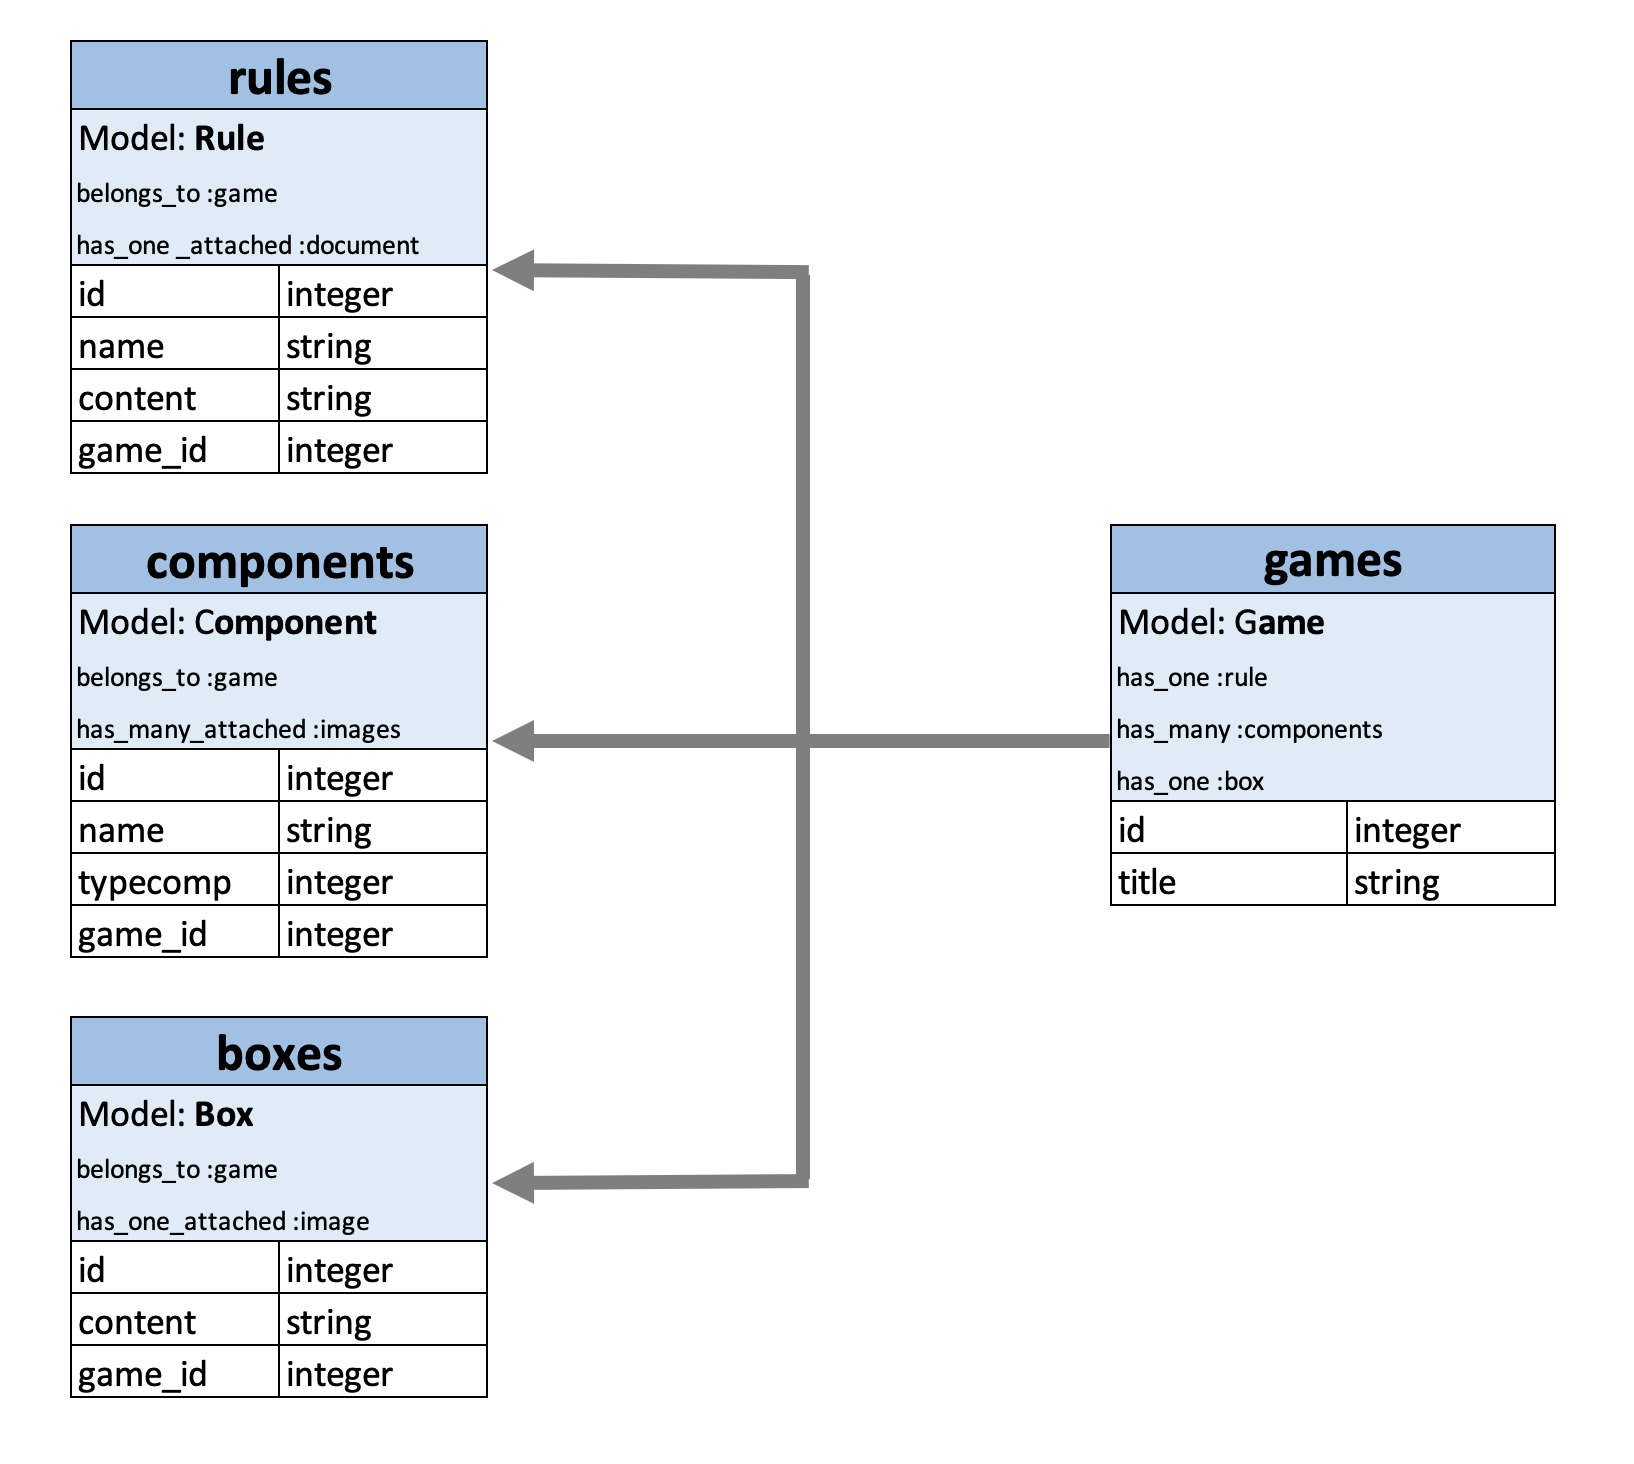 rules
Model: Rule
belongs_to :game
has_one _attached :document
id integer
name string
content string
game_id integer
components
Model: Component
belongs_to :game
has_many_attached :images
id integer
name string
typecomp integer
game_id integer
boxes
Model: Box
belongs_to :game
has_one_attached :image
id integer
content string
game_id integer
games
Model: Game
has_one :rule
has_many :components
has_one :box
id integer
title string